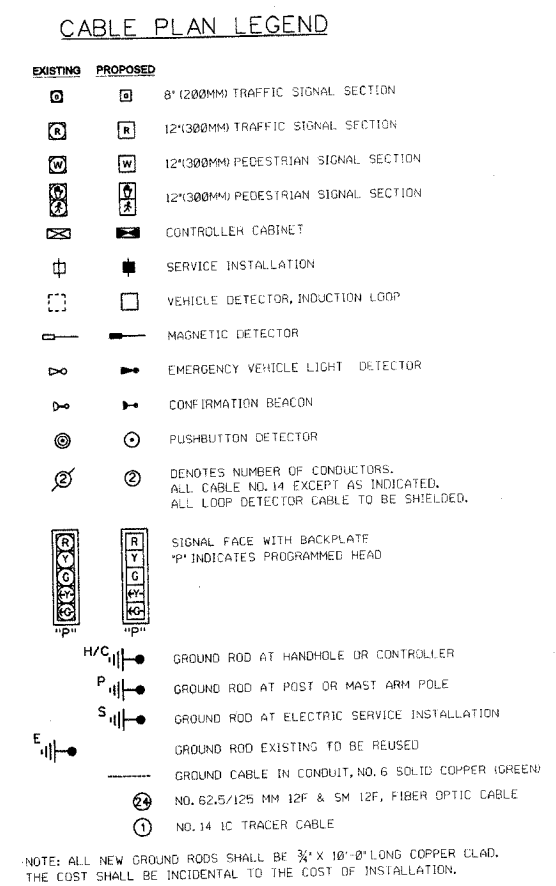 CABLE PLAN LEGEND
EXISTING PROPOSED
8"(200MM) TRAFFIC SIGNAL SECTION
R R 12"(300MM) TRAFFIC SIGNAL SECTION
W W 12"(300MM) PEDESTRIAN SIGNAL SECTION
12"(300MM) PEDESTRIAN SIGNAL SECTION
CONTROLLER CABINET
SERVICE INSTALLATION
VEHICLE DETECTOR, INDUCTION LOOP
MAGNETIC DETECTOR
EMERGENCY VEHICLE LIGHT DETECTOR
CONFIRMATION BEACON
PUSHBUTTON DETECTOR
2 2 DENOTES NUMBER OF CONDUCTORS.
ALL CABLE NO. 14 EXCEPT AS INDICATED.
ALL LOOP DETECTOR CABLE TO BE SHIELDED.
R R SIGNAL FACE WITH BACKPLATE
Y Y "P" INDICATES PROGRAMMED HEAD
G G
Y Y
G G
"P" "P"
H/C GROUND ROD AT HANDHOLE OR CONTROLLER
P GROUND ROD AT POST OR MAST ARM POLE
S GROUND ROD AT ELECTRIC SERVICE INSTALLATION
E GROUND ROD EXISTING TO BE REUSED
GROUND CABLE IN CONDUIT, NO. 6 SOLID COPPER (GREEN)
24 NO. 62.5/125 MM 12F & SM 12F, FIBER OPTIC CABLE
1 NO. 14 1C TRACER CABLE
NOTE: ALL NEW GROUND RODS SHALL BE ¾" X 10'-0" LONG COPPER CLAD.
THE COST SHALL BE INCIDENTAL TO THE COST OF INSTALLATION.